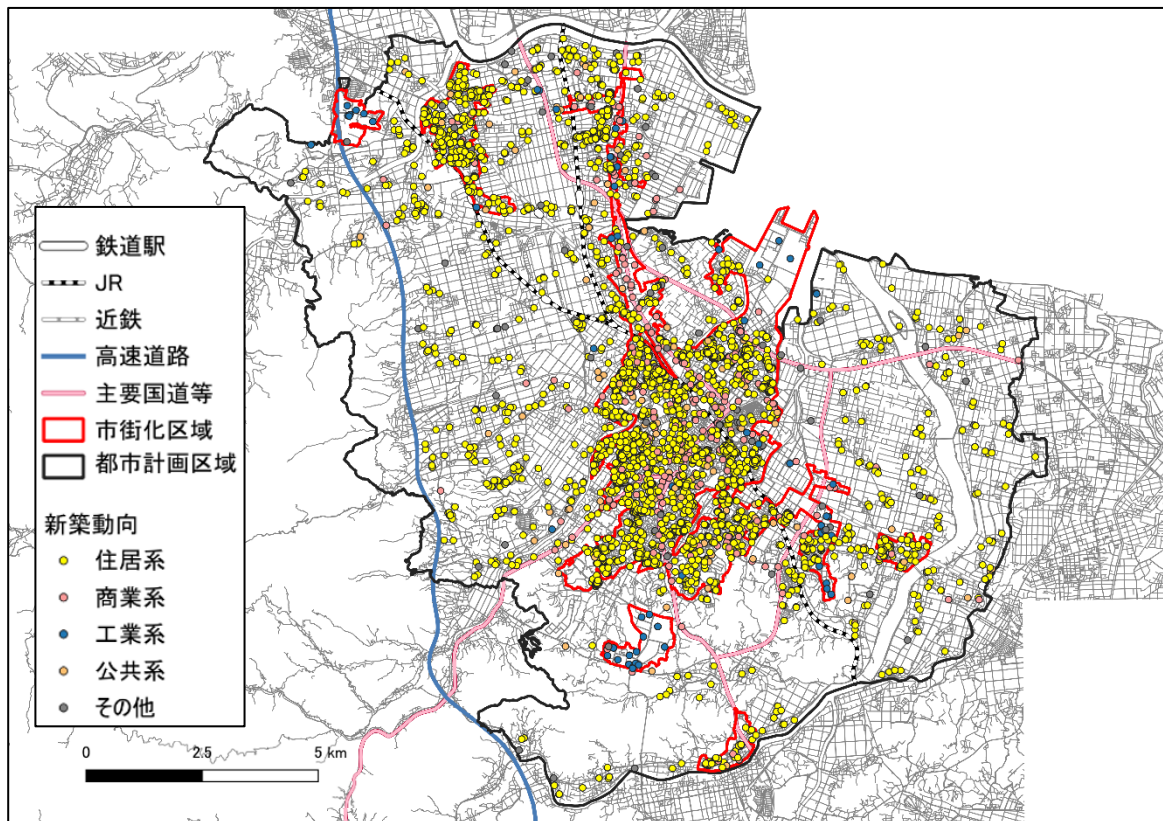 鉄道駅
JR
近鉄
高速道路
主要国道等
市街化区域
都市計画区域
新築動向
住居系
商業系
工業系
公共系
その他
0 2.5 5 km